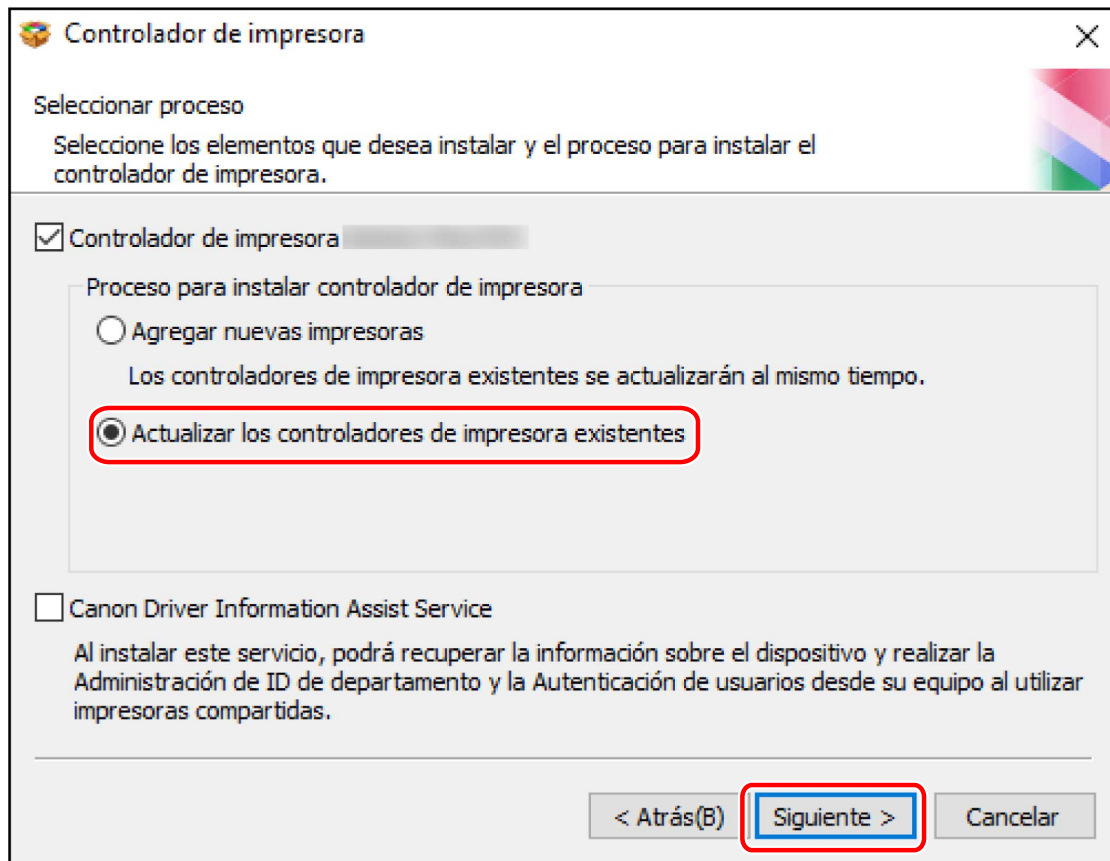 Controlador de impresora
Seleccionar proceso
Seleccione los elementos que desea instalar y el proceso para instalar el
controlador de impresora.
Controlador de impresora
Proceso para instalar controlador de impresora
Agregar nuevas impresoras
Los controladores de impresora existentes se actualizarán al mismo tiempo.
Actualizar los controladores de impresora existentes
Canon Driver Information Assist Service
Al instalar este servicio, podrá recuperar la información sobre el dispositivo y realizar la
Administración de ID de departamento y la Autenticación de usuarios desde su equipo al utilizar
impresoras compartidas.
< Atrás(B) Siguiente > Cancelar